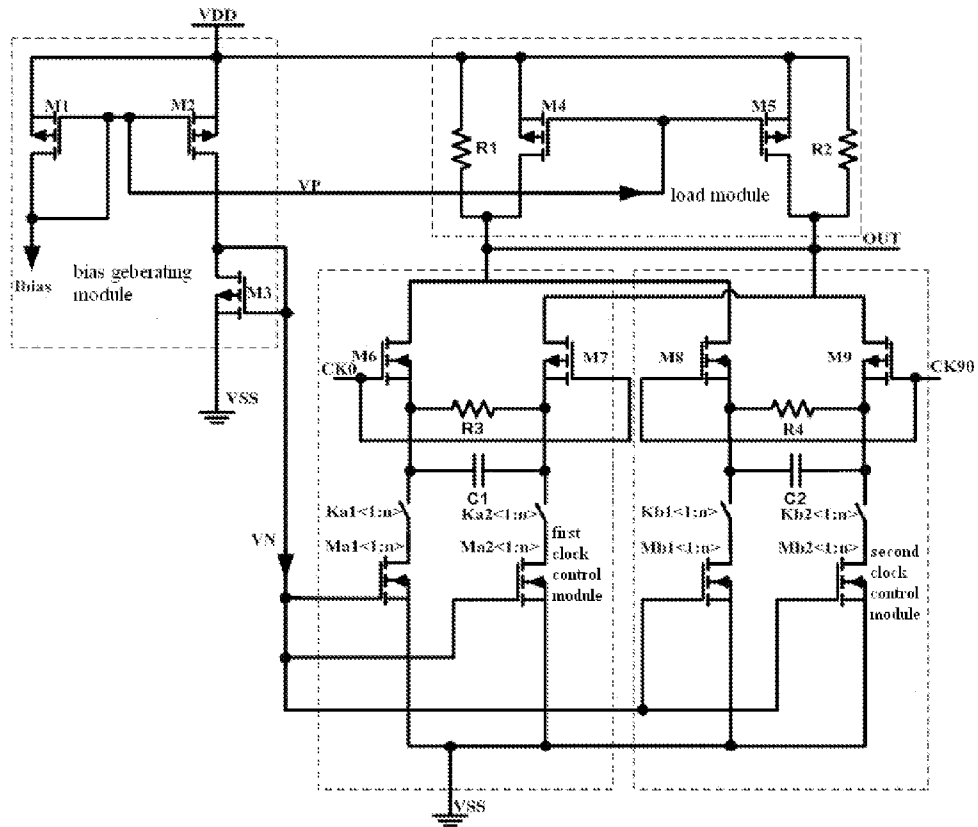 VDD
M1
M2
M4
M5
R1
R2
VP
load module
OUT
Ibias
bias geberating
module
M3
M6
M7
M8
M9
CK0
CK90
VSS
R3
R4
C1
C2
Ka1<1:n>
Ka2<1:n>
Kb1<1:n>
Kb2<1:n>
VN
Ma1<1:n>
Ma2<1:n>
first
clock
control
module
Mb1<1:n>
Mb2<1:n>
second
clock
control
module
VSS